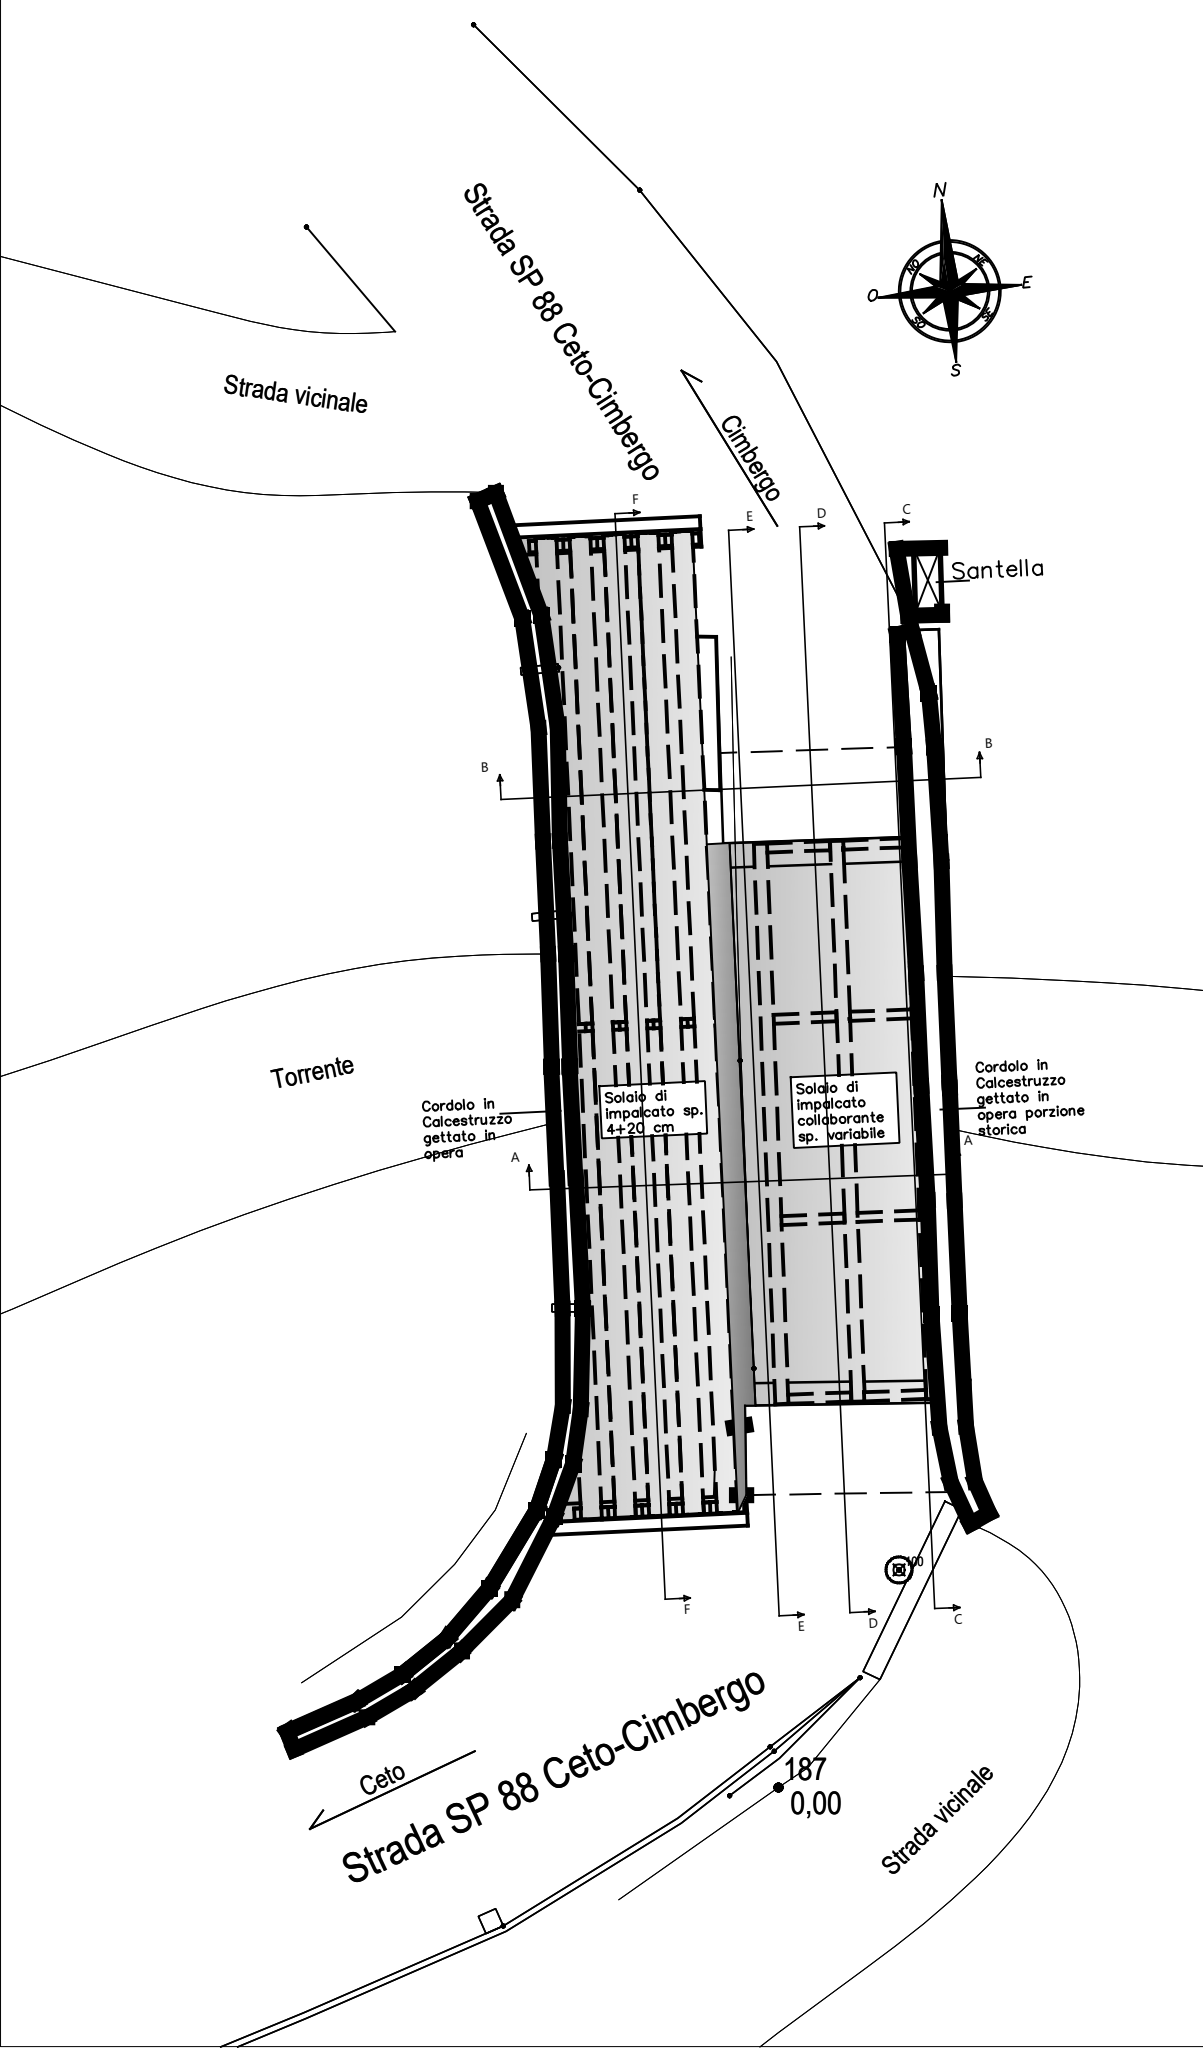 N
NO
NE
O
E
SO
SE
S
Strada SP 88 Ceto-Cimbergo
Strada vicinale
Cimbergo
F
E
D
C
Santella
B
B
Torrente
Cordolo in
Calcestruzzo
gettato in
opera
Solaio di
impalcato sp.
4+20 cm
Solaio di
impalcato
collaborante
sp. variabile
Cordolo in
Calcestruzzo
gettato in
opera porzione
storica
A
A
100
F
E
D
C
Strada SP 88 Ceto-Cimbergo
Ceto
187
0,00
Strada vicinale